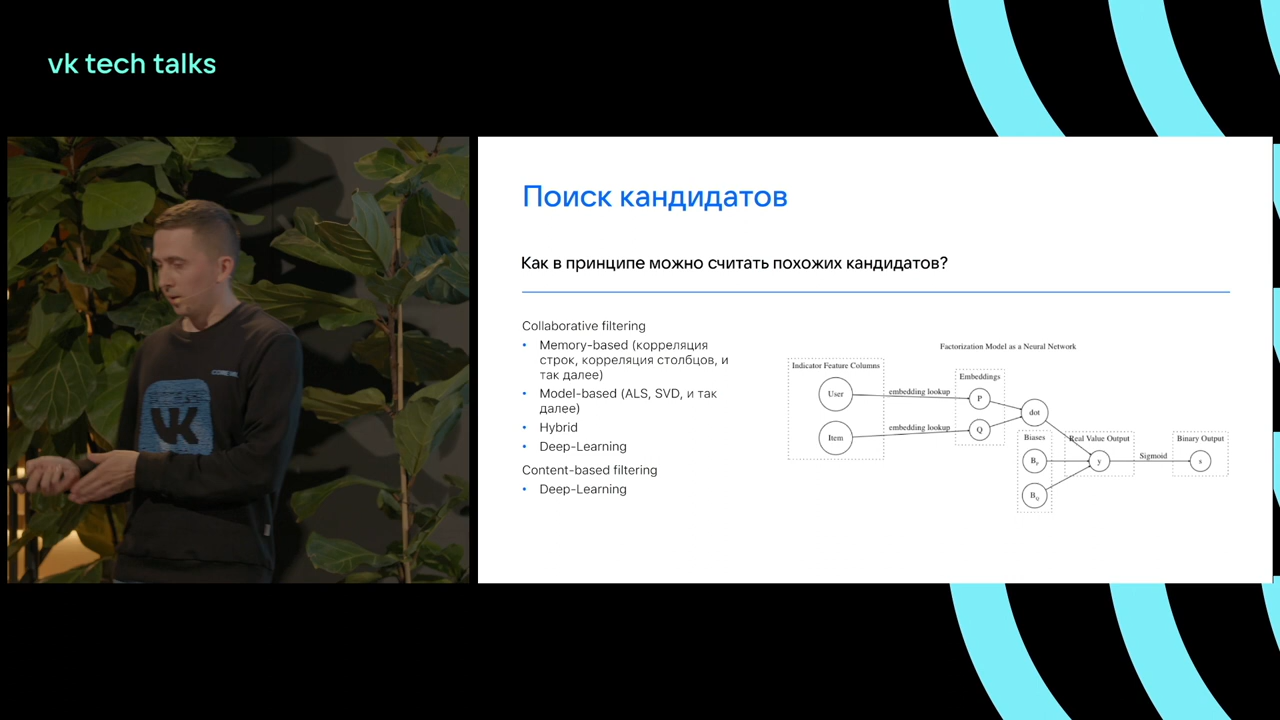 vk tech talks
VK
Поиск кандидатов
Как в принципе можно считать похожих кандидатов?
Collaborative filtering
• Memory-based (корреляция
строк, корреляция столбцов, и
так далее)
• Model-based (ALS, SVD, и так
далее)
• Hybrid
• Deep-Learning
Content-based filtering
• Deep-Learning
Factorization Model as a Neural Network
Indicator Feature Columns
User
Item
embedding lookup
embedding lookup
Embeddings
P
Q
dot
Biases
Bq
Real Value Output
y
Sigmoid
Binary Output
s